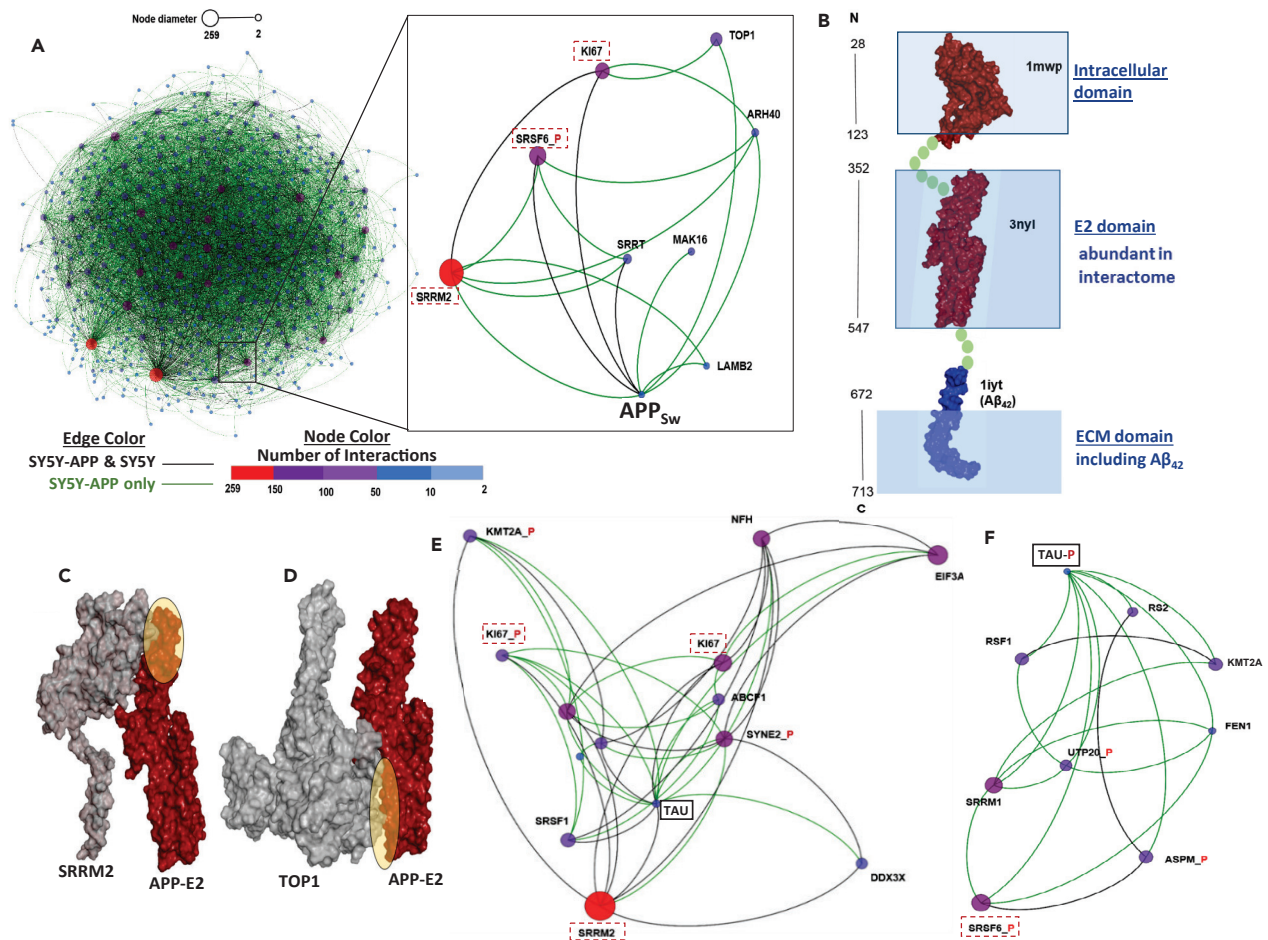 Node diameter
259
2
A
KI67
TOP1
ARH40
SRSF6_P
SRRT
MAK16
SRRM2
LAMB2
APPSw
Edge Color
SY5Y-APP & SY5Y
SY5Y-APP only
Node Color
Number of Interactions
259
150
100
50
10
2
B
N
28
1mwp
Intracellular
domain
123
352
3nyl
E2 domain
abundant in
interactome
547
672
1iyt
(Aβ42)
ECM domain
including Aβ42
713
C
C
SRRM2
APP-E2
D
TOP1
APP-E2
E
KMT2A_P
NFH
EIF3A
KI67_P
KI67
ABCF1
SYNE2_P
TAU
SRSF1
DDX3X
SRRM2
F
TAU-P
RS2
RSF1
KMT2A
FEN1
UTP20_P
SRRM1
ASPM_P
SRSF6_P